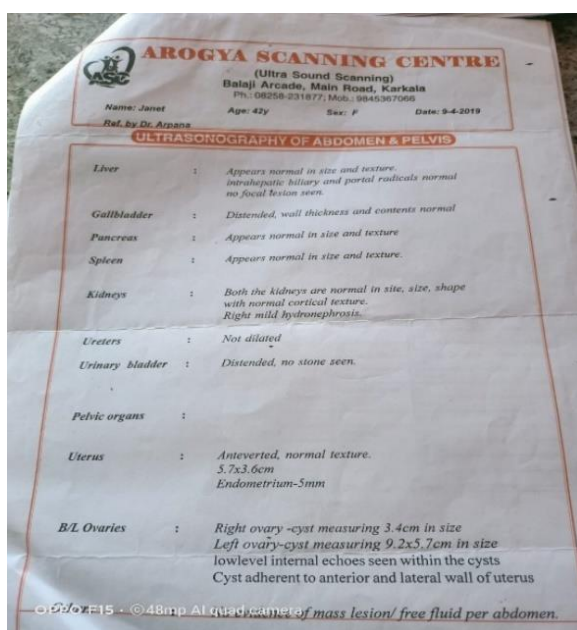 ASC
AROGYA SCANNING CENTRE
(Ultra Sound Scanning)
Balaji Arcade, Main Road, Karkala
Ph.: 08258-231877; Mob.: 9845367066
Name: Janet Age: 42y Sex: F Date: 9-4-2019
Ref. by Dr. Arpana
ULTRASONOGRAPHY OF ABDOMEN & PELVIS
Liver : Appears normal in size and texture.
intrahepatic biliary and portal radicals normal
no focal lesion seen.
Gallbladder : Distended, wall thickness and contents normal
Pancreas : Appears normal in size and texture
Spleen : Appears normal in size and texture.
Kidneys : Both the kidneys are normal in site, size, shape
with normal cortical texture.
Right mild hydronephrosis.
Ureters : Not dilated
Urinary bladder : Distended, no stone seen.
Pelvic organs :
Uterus : Anteverted, normal texture.
5.7x3.6cm
Endometrium-5mm
B/L Ovaries : Right ovary -cyst measuring 3.4cm in size
Left ovary-cyst measuring 9.2x5.7cm in size
lowlevel internal echoes seen within the cysts
Cyst adherent to anterior and lateral wall of uterus
: evidence of mass lesion/ free fluid per abdomen.
OPPO F15 · ©48mp AI quad camera